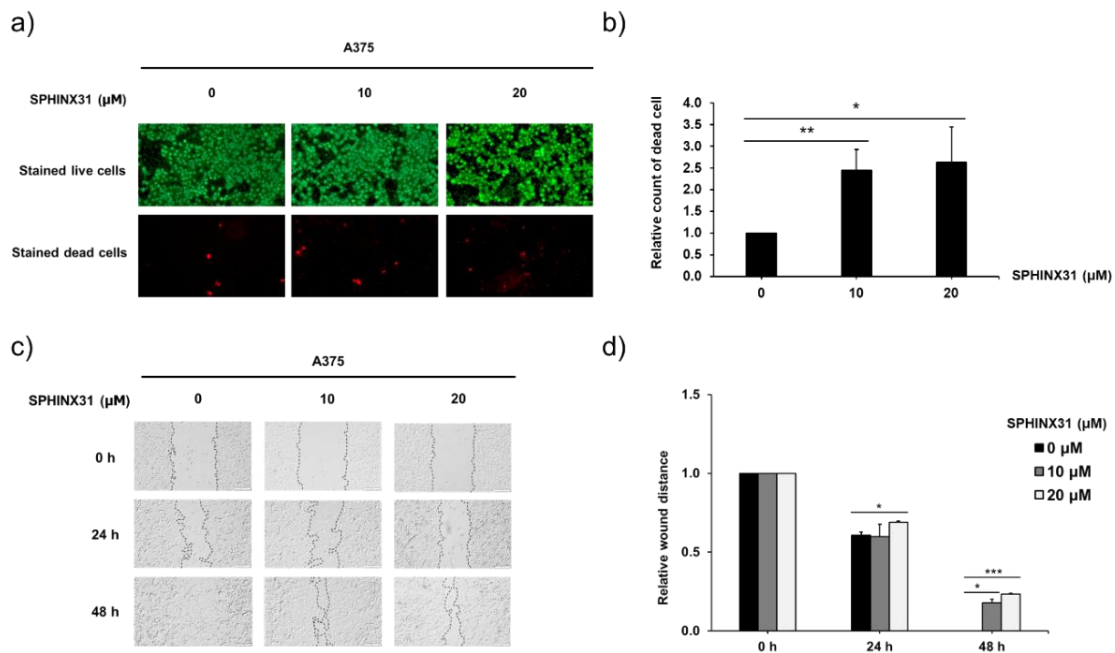 a)
A375
SPHINX31 (μM)
0
10
20
Stained live cells
Stained dead cells
b)
Relative count of dead cell
4.0
3.5
3.0
2.5
2.0
1.5
1.0
0.5
0.0
*
**
0
10
20
SPHINX31 (μM)
c)
A375
SPHINX31 (μM)
0
10
20
0 h
24 h
48 h
d)
Relative wound distance
1.5
1.0
0.5
0.0
*
***
*
0 h
24 h
48 h
SPHINX31 (μM)
0 μM
10 μM
20 μM